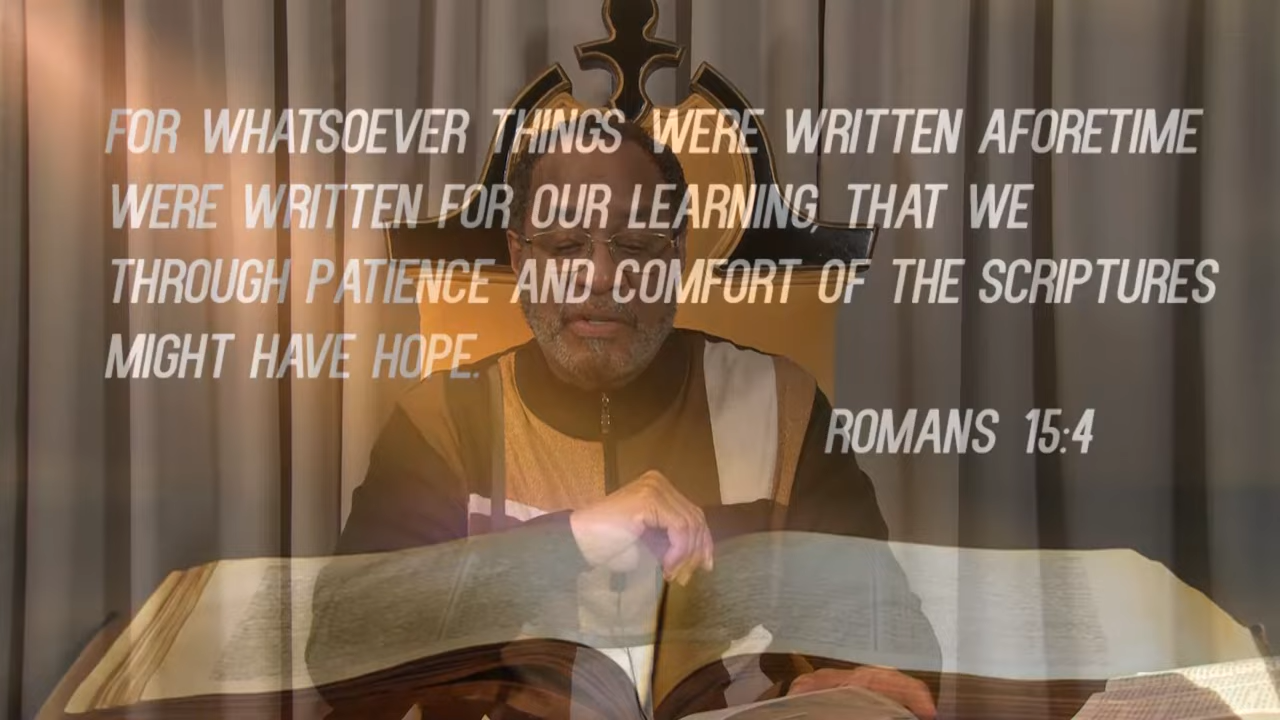 FOR WHATSOEVER THINGS WERE WRITTEN AFORETIME
WERE WRITTEN FOR OUR LEARNING, THAT WE
THROUGH PATIENCE AND COMFORT OF THE SCRIPTURES
MIGHT HAVE HOPE.
ROMANS 15:4